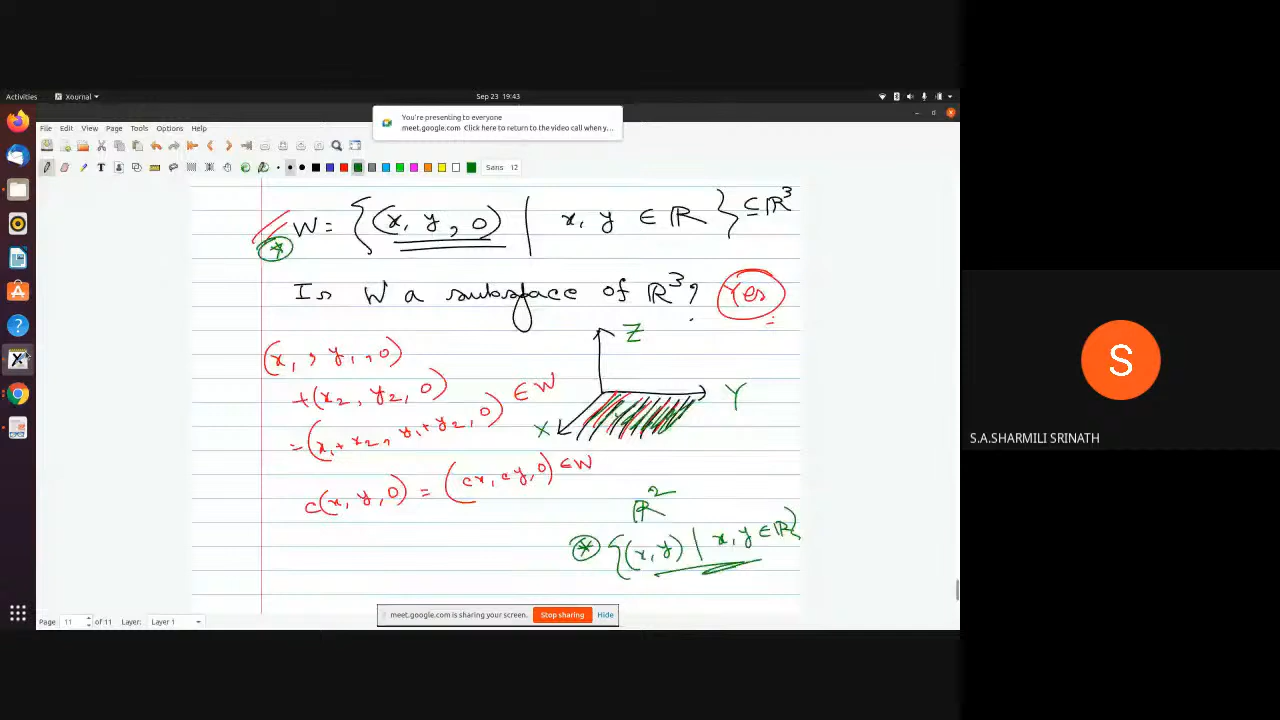 Activities Xournal Sep 23 19:43
You're presenting to everyone
meet.google.com Click here to return to the video call when y...
File Edit View Page Tools Options Help
Sans 12
W = {(x, y, 0) | x, y ∈ ℝ} ⊆ ℝ³
Is W a subspace of ℝ³? Yes
Z
(x₁, y₁, 0)
+(x₂, y₂, 0)
=(x₁+x₂, y₁+y₂, 0) ∈ W
Y
X
c(x, y, 0) = (cx, cy, 0) ∈ W
ℝ²
{(x, y) | x, y ∈ ℝ}
S
S.A.SHARMILI SRINATH
meet.google.com is sharing your screen. Stop sharing Hide
Page 11 of 11 Layer: Layer 1